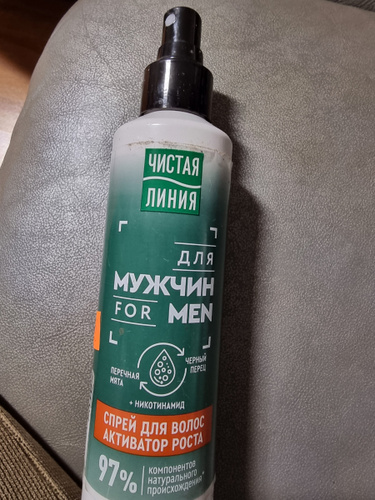 ЧИСТАЯ
ЛИНИЯ
ДЛЯ
МУЖЧИН
FOR MEN
ПЕРЕЧНАЯ
МЯТА
ЧЕРНЫЙ
ПЕРЕЦ
+ НИКОТИНАМИД
СПРЕЙ ДЛЯ ВОЛОС
АКТИВАТОР РОСТА
97%
компонентов
натурального
происхождения